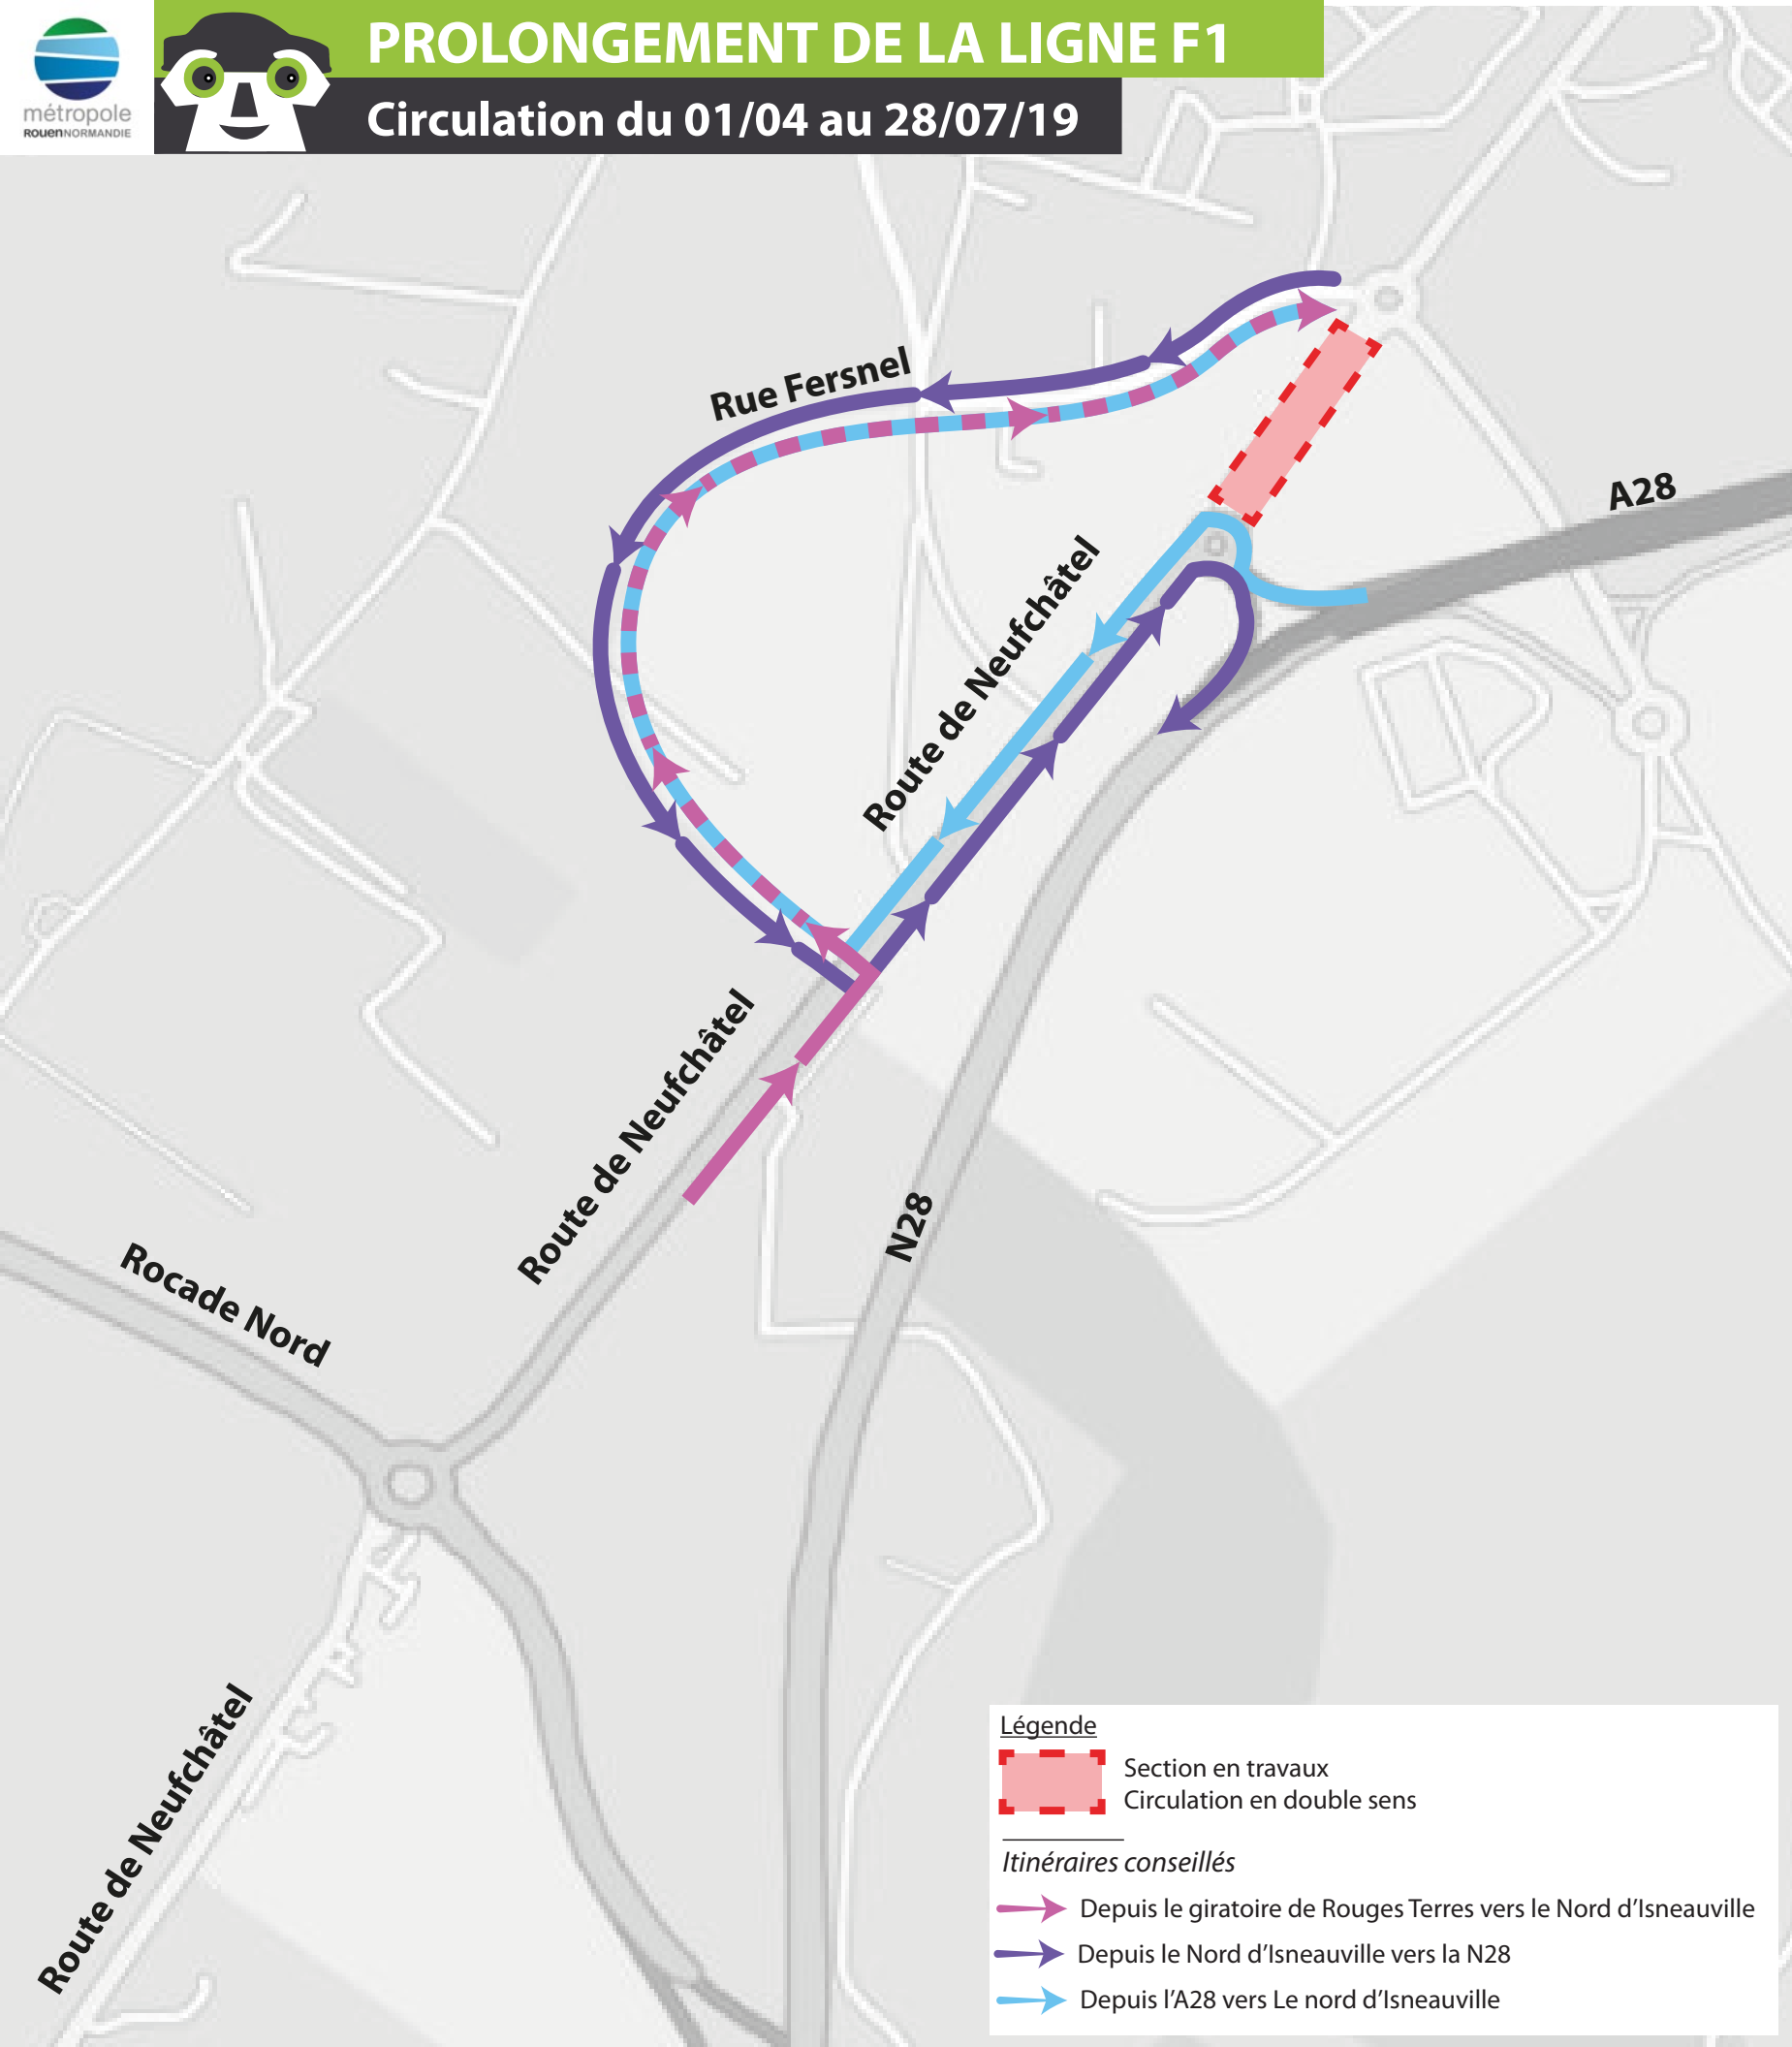 métropole
ROUENNORMANDIE
PROLONGEMENT DE LA LIGNE F1
Circulation du 01/04 au 28/07/19
Rue Fersnel
A28
Route de Neufchâtel
Route de Neufchâtel
N28
Rocade Nord
Route de Neufchâtel
Légende
Section en travaux
Circulation en double sens
Itinéraires conseillés
Depuis le giratoire de Rouges Terres vers le Nord d'Isneauville
Depuis le Nord d'Isneauville vers la N28
Depuis l'A28 vers Le nord d'Isneauville